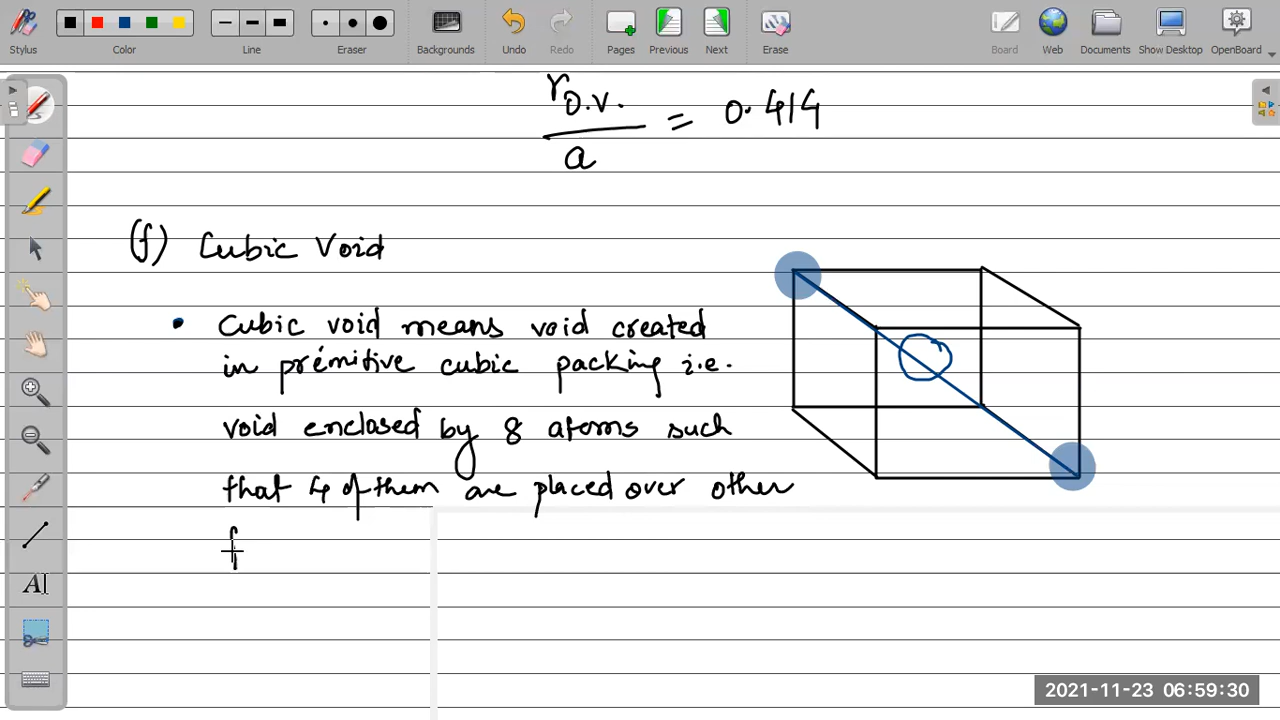 Stylus
Color
Line
Eraser
Backgrounds
Undo
Redo
Pages
Previous
Next
Erase
Board
Web
Documents
Show Desktop
OpenBoard
r O.V. / a = 0.414
(f) Cubic Void
• Cubic void means void created
in primitive cubic packing i.e.
void enclosed by 8 atoms such
that 4 of them are placed over other
f
2021-11-23 06:59:30